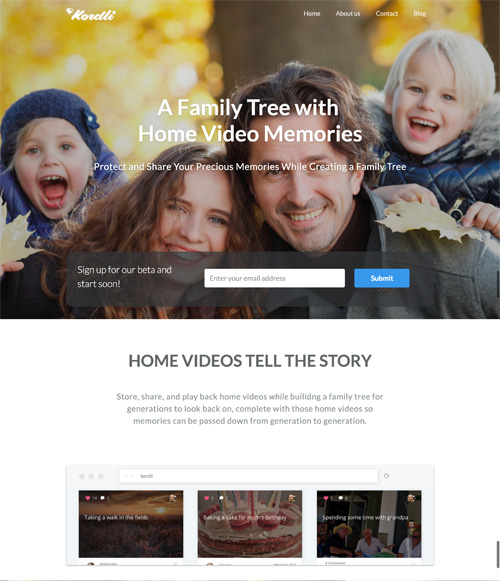 Kordli
Home About us Contact Blog
A Family Tree with
Home Video Memories
Protect and Share Your Precious Memories While Creating a Family Tree
Sign up for our beta and
start soon!
Enter your email address
Submit
HOME VIDEOS TELL THE STORY
Store, share, and play back home videos while builidng a family tree for
generations to look back on, complete with those home videos so
memories can be passed down from generation to generation.
kordli
Taking a walk in the fields
Baking a cake for mum's birthday
Spending some time with grandpa